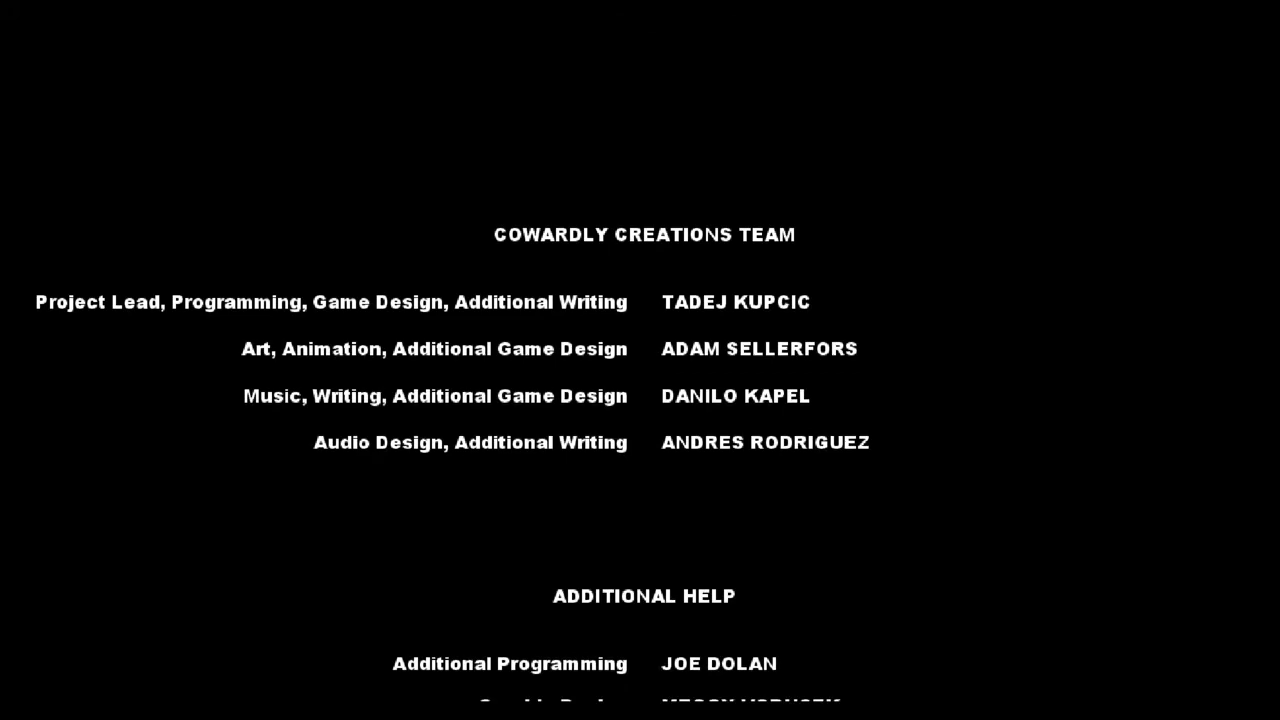 COWARDLY CREATIONS TEAM
Project Lead, Programming, Game Design, Additional Writing TADEJ KUPCIC
Art, Animation, Additional Game Design ADAM SELLERFORS
Music, Writing, Additional Game Design DANILO KAPEL
Audio Design, Additional Writing ANDRES RODRIGUEZ
ADDITIONAL HELP
Additional Programming JOE DOLAN